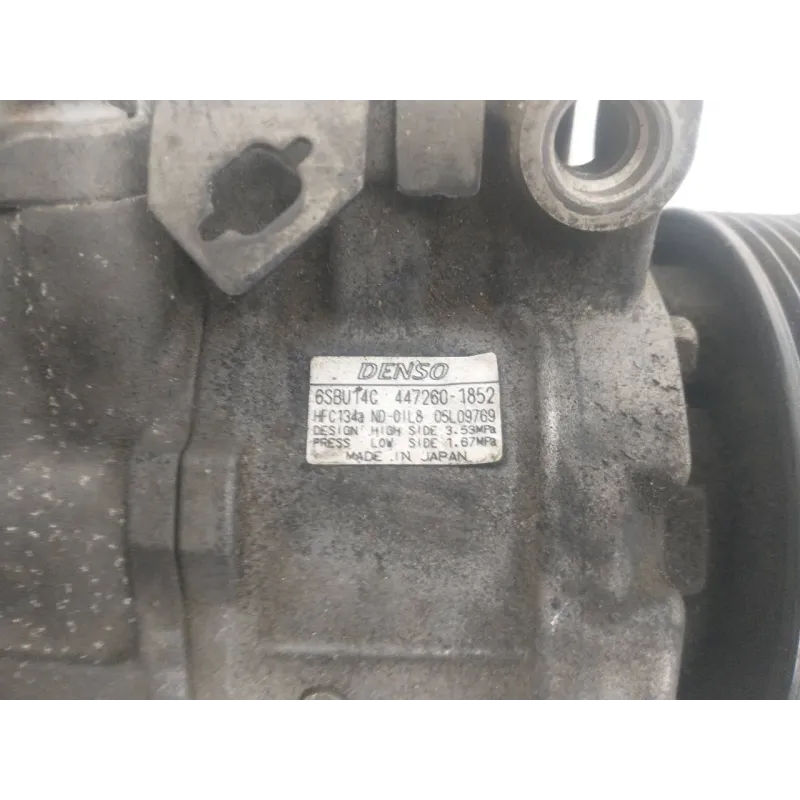 DENSO
6SBU14C 447260-1852
HFC134a ND-OIL8 05L09769
DESIGN HIGH SIDE 3.53MPa
PRESS LOW SIDE 1.67MPa
MADE IN JAPAN